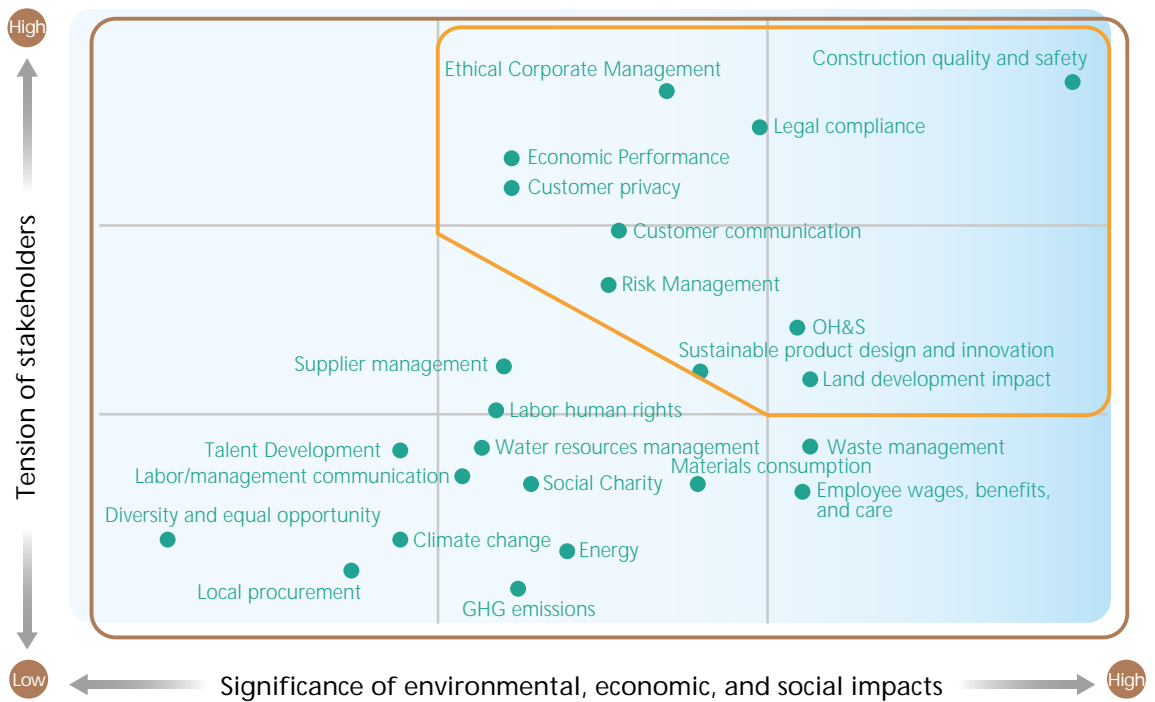 High
Construction quality and safety
Ethical Corporate Management
Legal compliance
Economic Performance
Customer privacy
Customer communication
Risk Management
OH&S
Sustainable product design and innovation
Supplier management
Land development impact
Labor human rights
Talent Development
Water resources management
Waste management
Materials consumption
Labor/management communication
Social Charity
Employee wages, benefits,
and care
Diversity and equal opportunity
Climate change
Energy
Local procurement
GHG emissions
Tension of stakeholders
Low
Significance of environmental, economic, and social impacts
High